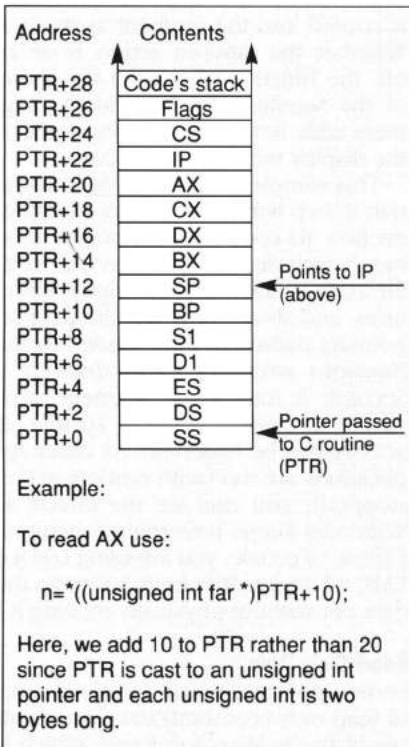 Address Contents
PTR+28 Code's stack
PTR+26 Flags
PTR+24 CS
PTR+22 IP
PTR+20 AX
PTR+18 CX
PTR+16 DX
PTR+14 BX
PTR+12 SP Points to IP (above)
PTR+10 BP
PTR+8 S1
PTR+6 D1
PTR+4 ES
PTR+2 DS
PTR+0 SS Pointer passed to C routine (PTR)
Example:
To read AX use:
n=*((unsigned int far *)PTR+10);
Here, we add 10 to PTR rather than 20
since PTR is cast to an unsigned int
pointer and each unsigned int is two
bytes long.